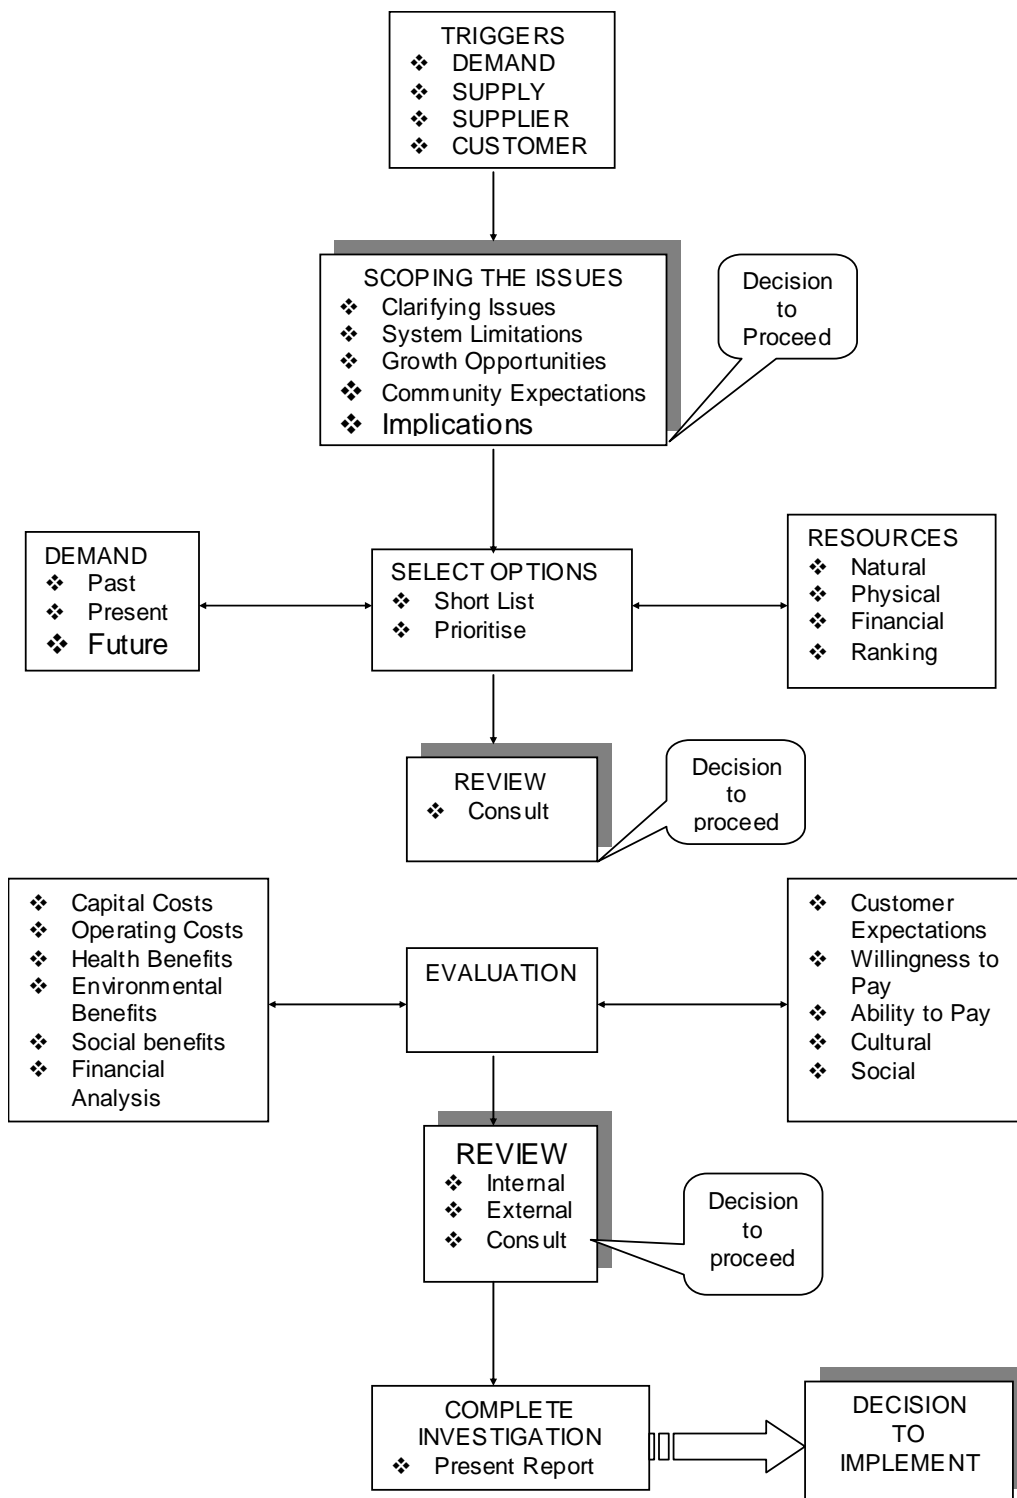 TRIGGERS
❖ DEMAND
❖ SUPPLY
❖ SUPPLIER
❖ CUSTOMER
SCOPING THE ISSUES
❖ Clarifying Issues
❖ System Limitations
❖ Growth Opportunities
❖ Community Expectations
❖ Implications
Decision
to
Proceed
DEMAND
❖ Past
❖ Present
❖ Future
SELECT OPTIONS
❖ Short List
❖ Prioritise
RESOURCES
❖ Natural
❖ Physical
❖ Financial
❖ Ranking
REVIEW
❖ Consult
Decision
to
proceed
❖ Capital Costs
❖ Operating Costs
❖ Health Benefits
❖ Environmental
Benefits
❖ Social benefits
❖ Financial
Analysis
EVALUATION
❖ Customer
Expectations
❖ Willingness to
Pay
❖ Ability to Pay
❖ Cultural
❖ Social
REVIEW
❖ Internal
❖ External
❖ Consult
Decision
to
proceed
COMPLETE
INVESTIGATION
❖ Present Report
DECISION
TO
IMPLEMENT